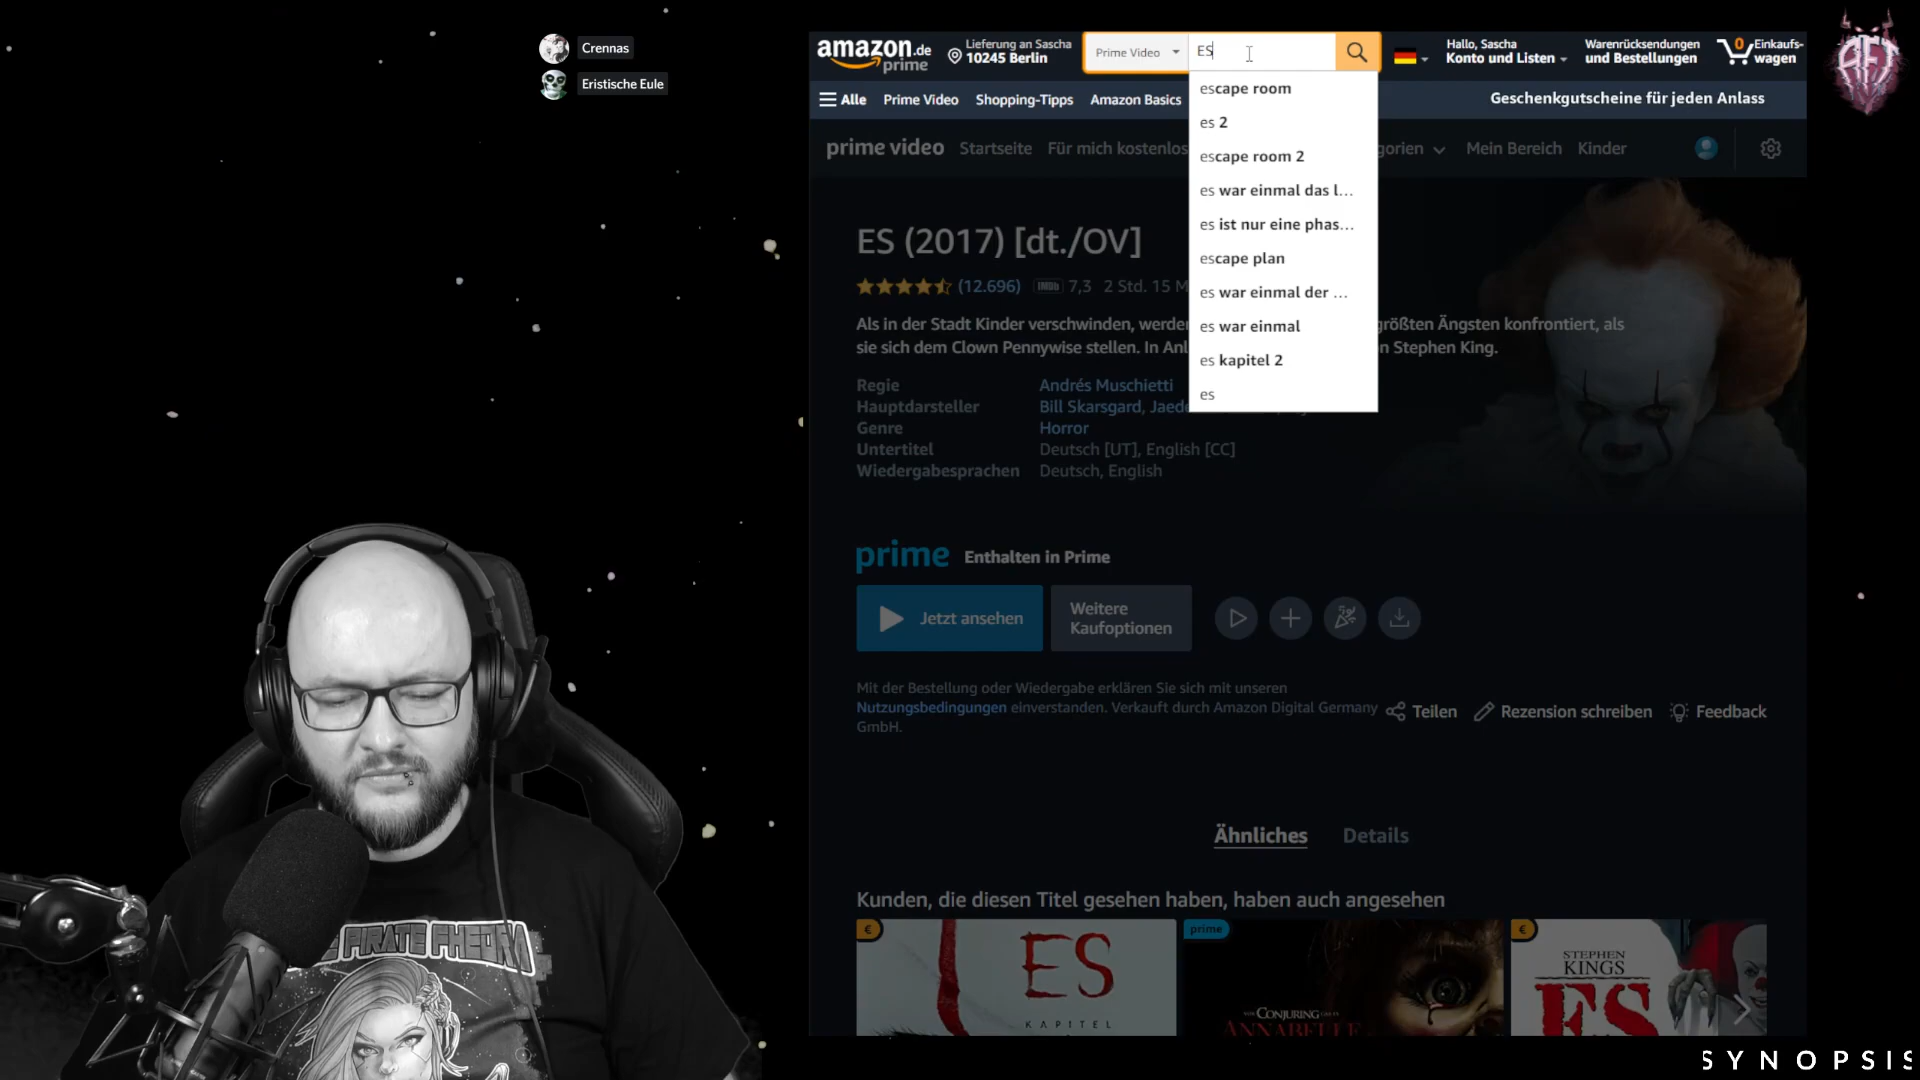 Crennas
Eristische Eule
amazon.de
prime
Lieferung an Sascha
10245 Berlin
Prime Video
ES
Hallo, Sascha
Konto und Listen
Warenrücksendungen
und Bestellungen
0
Einkaufs-
wagen
Alle
Prime Video
Shopping-Tipps
Amazon Basics
Geschenkgutscheine für jeden Anlass
escape room
es 2
escape room 2
es war einmal das l...
es ist nur eine phas...
escape plan
es war einmal der ...
es war einmal
es kapitel 2
es
prime video
Startseite
Für mich kostenlos
gorien
Mein Bereich
Kinder
ES (2017) [dt./OV]
(12.696)
IMDb
7,3
2 Std. 15 M
Als in der Stadt Kinder verschwinden, werde
größten Ängsten konfrontiert, als
sie sich dem Clown Pennywise stellen. In Anl
n Stephen King.
Regie
Andrés Muschietti
Hauptdarsteller
Bill Skarsgard, Jaed
Genre
Horror
Untertitel
Deutsch [UT], English [CC]
Wiedergabesprachen
Deutsch, English
prime
Enthalten in Prime
Jetzt ansehen
Weitere
Kaufoptionen
Mit der Bestellung oder Wiedergabe erklären Sie sich mit unseren
Nutzungsbedingungen einverstanden. Verkauft durch Amazon Digital Germany
GmbH.
Teilen
Rezension schreiben
Feedback
Ähnliches
Details
Kunden, die diesen Titel gesehen haben, haben auch angesehen
€
ES
KAPITEL
prime
CONJURING
ANNABELLE
€
STEPHEN
KINGS
ES
PIRATE
SYNOPSIS